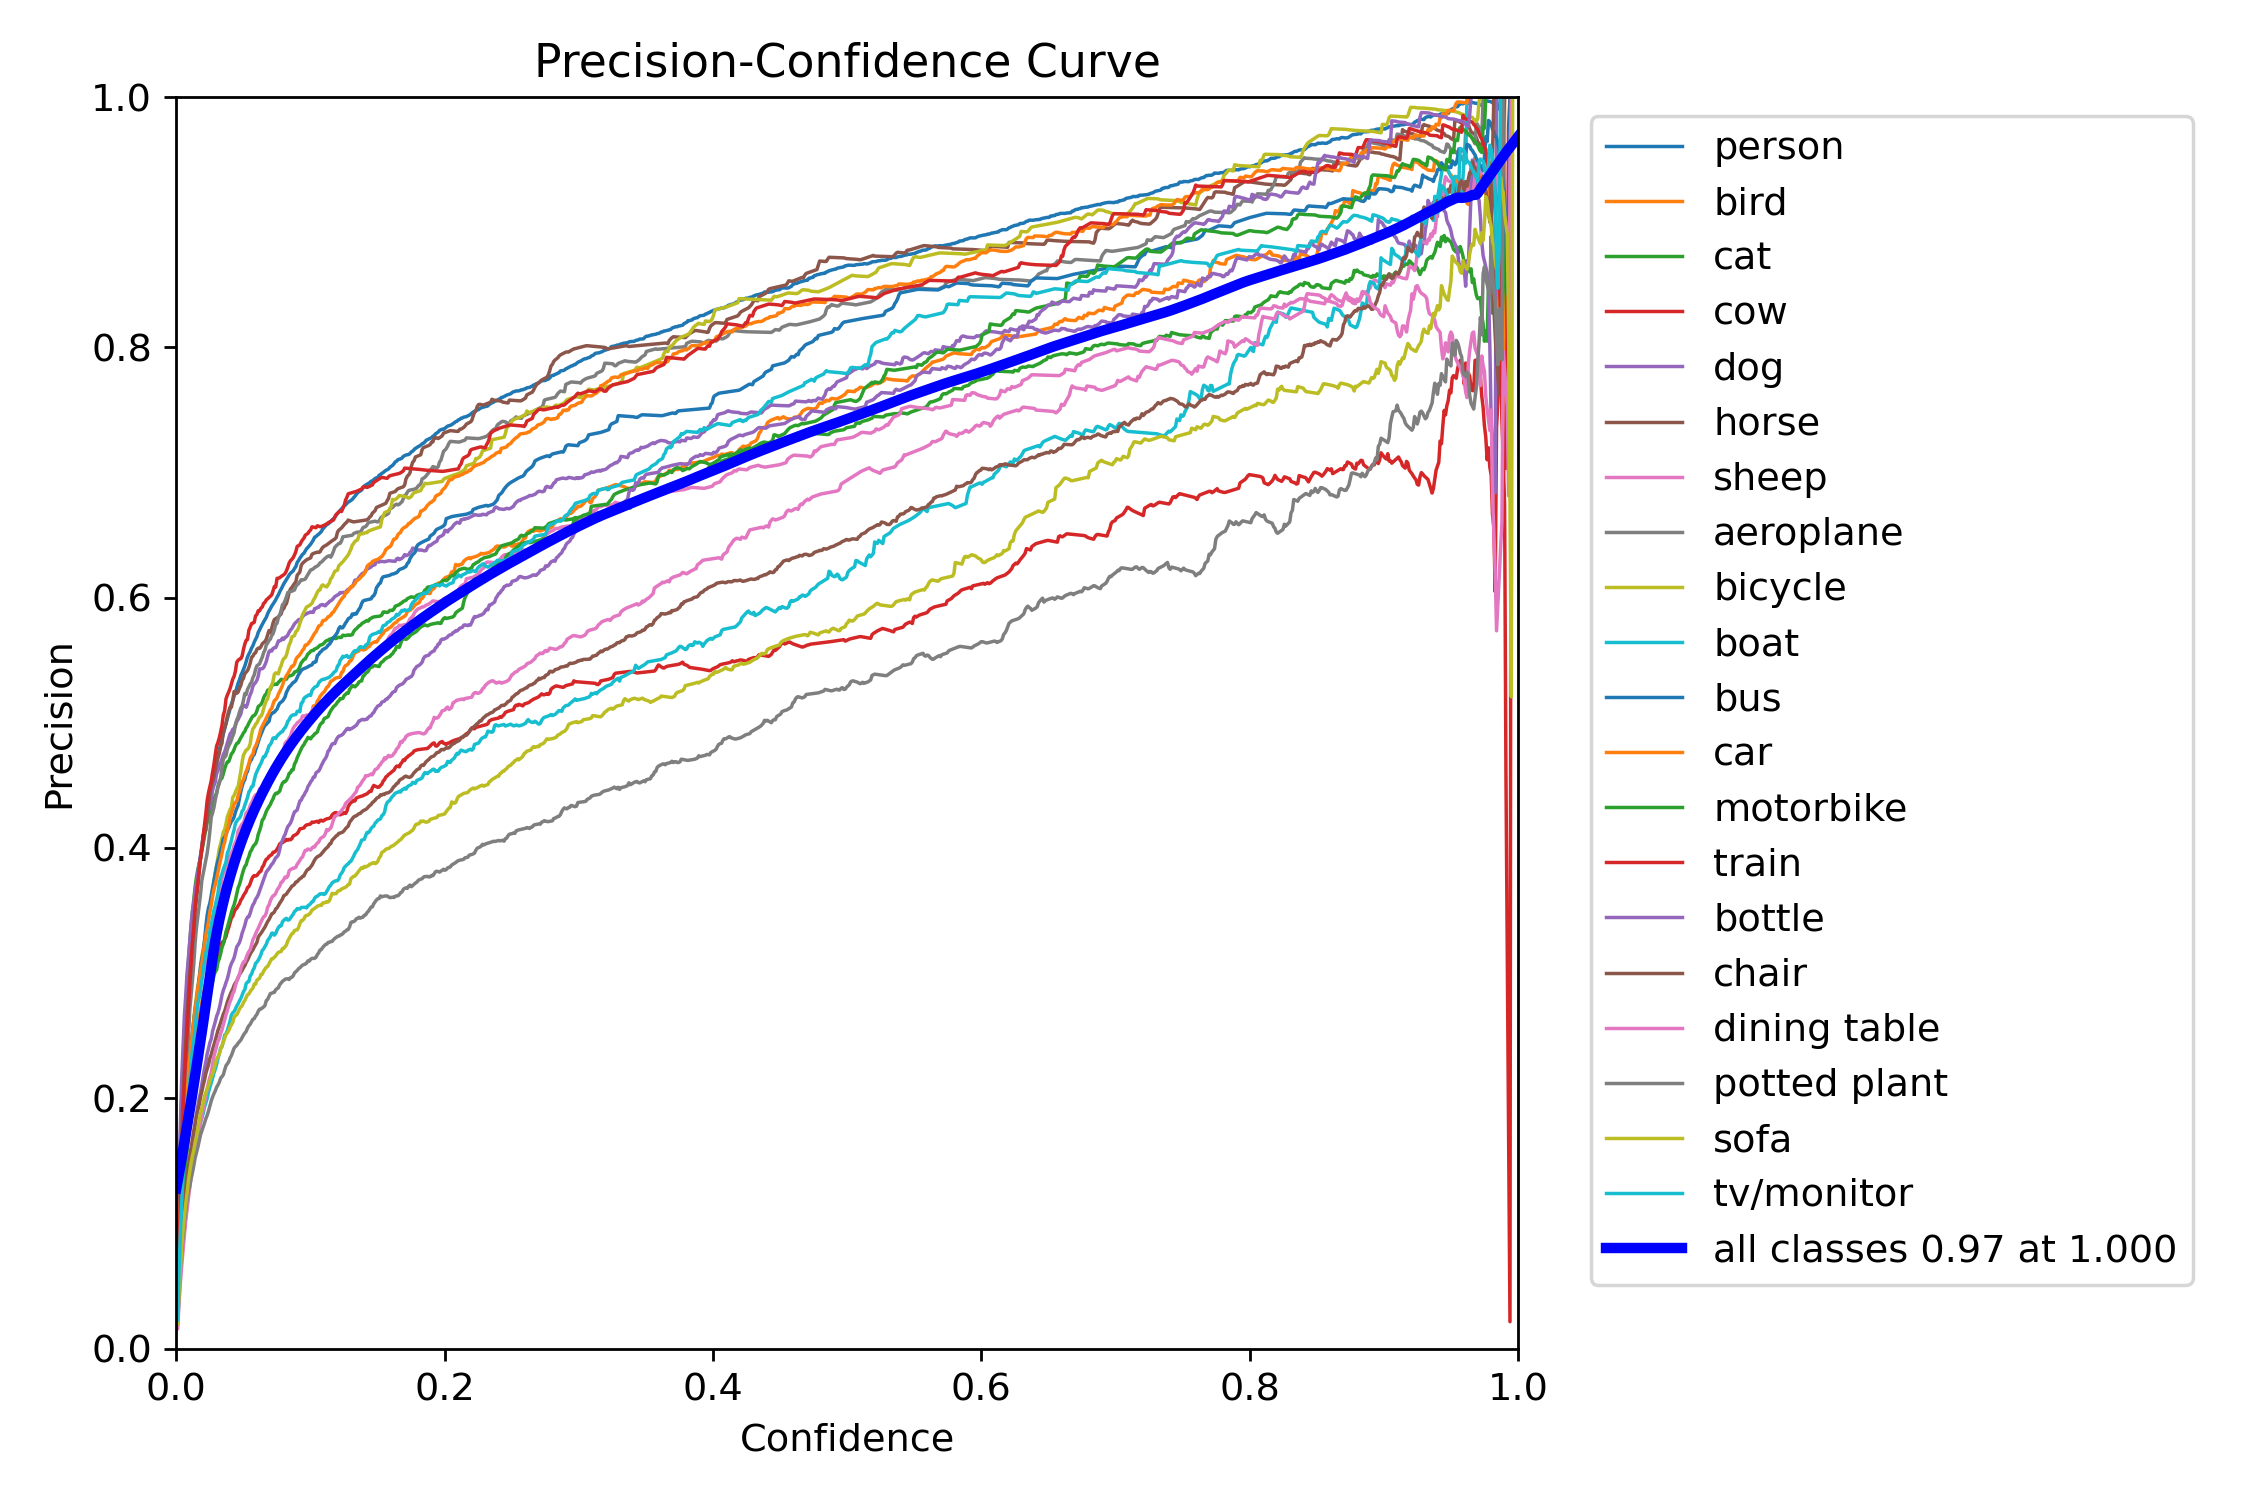 Precision-Confidence Curve
1.0
0.8
0.6
0.4
0.2
0.0
Precision
0.0 0.2 0.4 0.6 0.8 1.0
Confidence
person
bird
cat
cow
dog
horse
sheep
aeroplane
bicycle
boat
bus
car
motorbike
train
bottle
chair
dining table
potted plant
sofa
tv/monitor
all classes 0.97 at 1.000